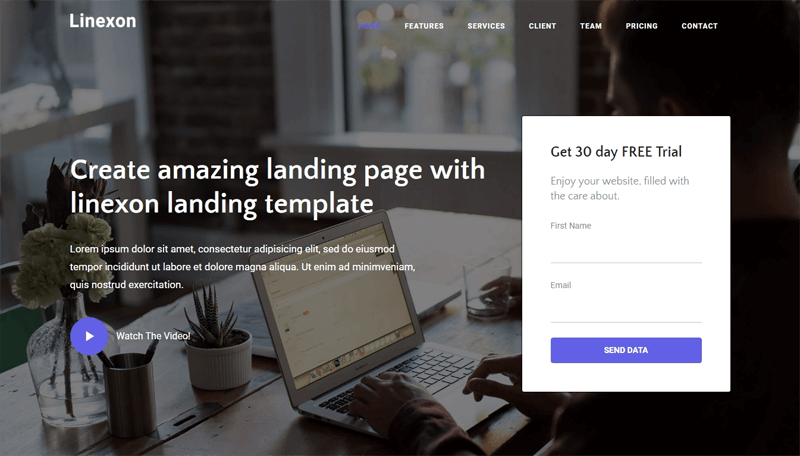 Linexon
HOME
FEATURES
SERVICES
CLIENT
TEAM
PRICING
CONTACT
Create amazing landing page with
linexon landing template
Lorem ipsum dolor sit amet, consectetur adipisicing elit, sed do eiusmod
tempor incididunt ut labore et dolore magna aliqua. Ut enim ad minimveniam,
quis nostrud exercitation.
Watch The Video!
Get 30 day FREE Trial
Enjoy your website, filled with
the care about.
First Name
Email
SEND DATA